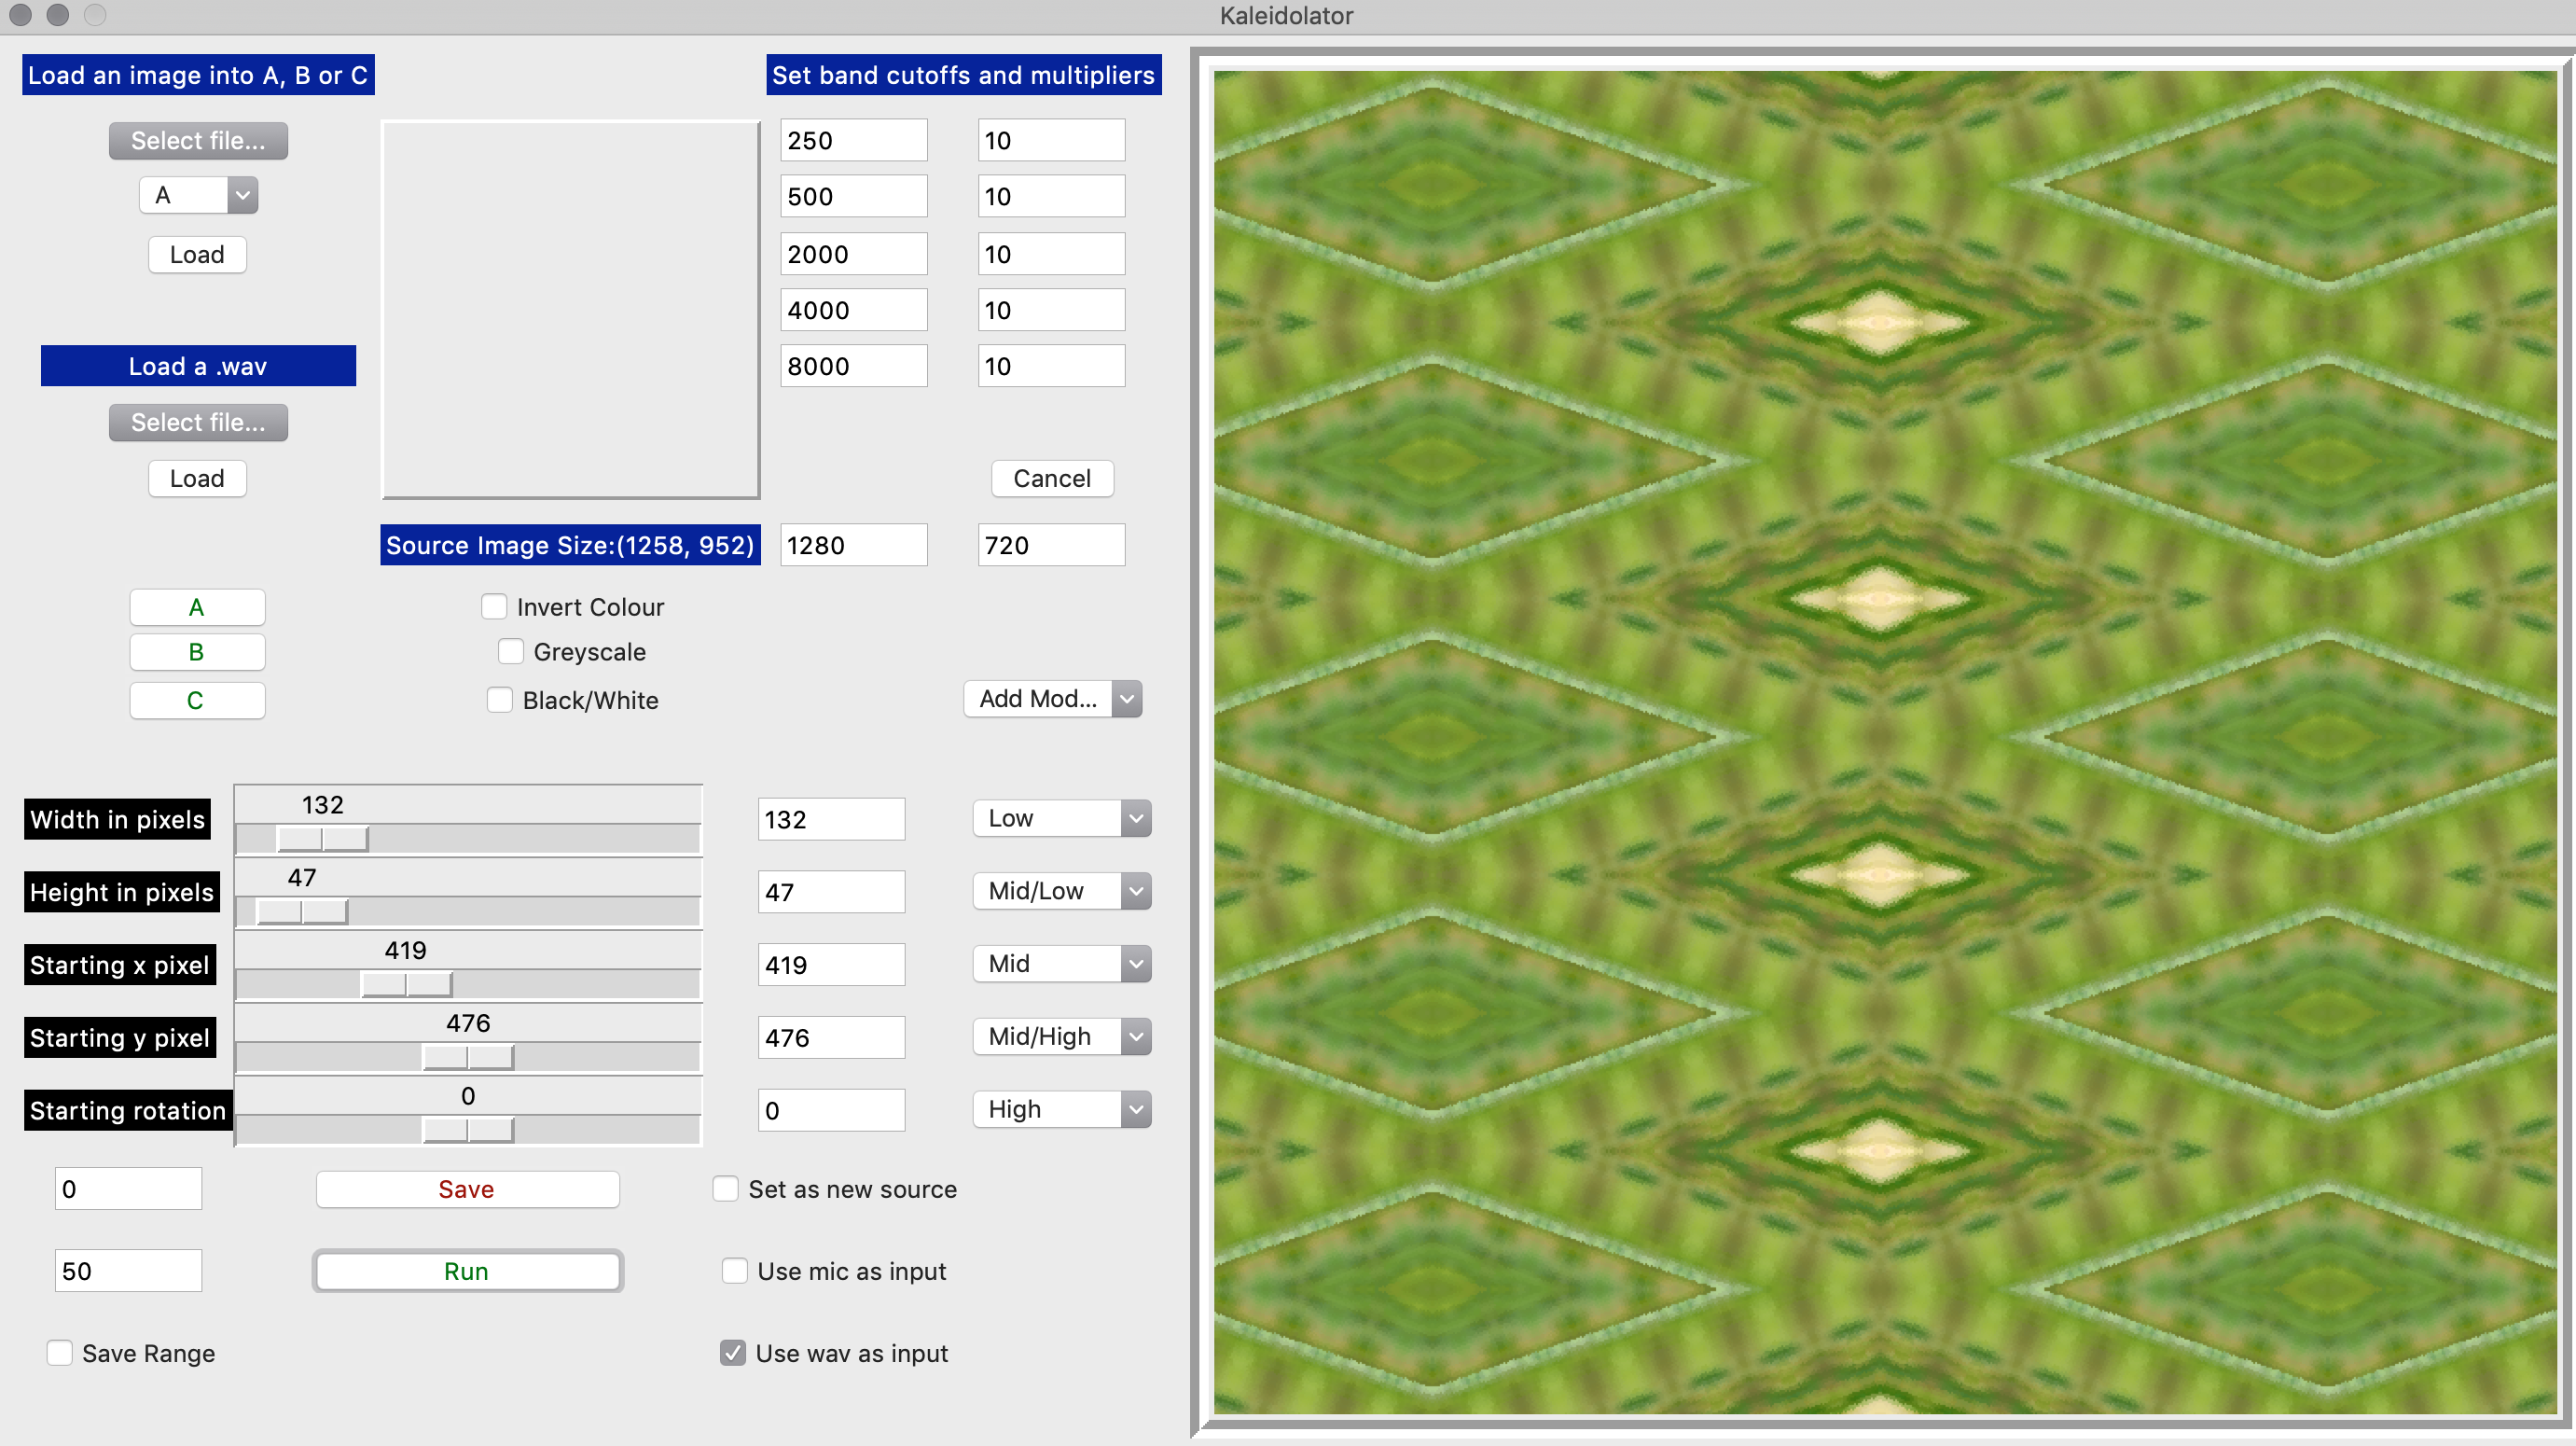 Kaleidolator
Load an image into A, B or C
Set band cutoffs and multipliers
Select file...
250
10
A
500
10
Load
2000
10
4000
10
Load a .wav
8000
10
Select file...
Load
Cancel
Source Image Size:(1258, 952)
1280
720
A
Invert Colour
B
Greyscale
C
Black/White
Add Mod...
Width in pixels
132
132
Low
Height in pixels
47
47
Mid/Low
Starting x pixel
419
419
Mid
Starting y pixel
476
476
Mid/High
Starting rotation
0
0
High
0
Save
Set as new source
50
Run
Use mic as input
Save Range
Use wav as input